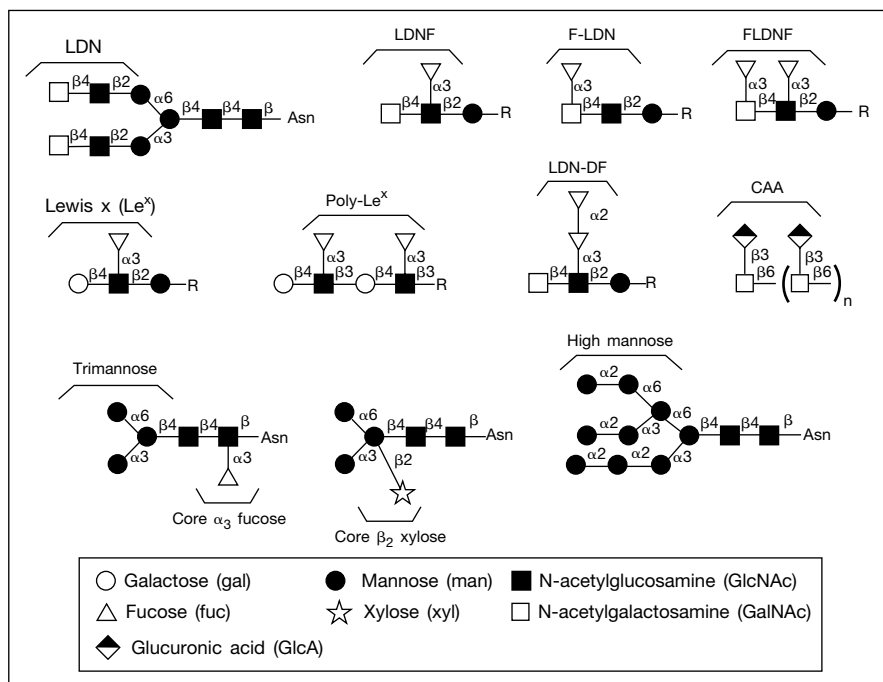 LDN
β4 β2 α6 β4 β4 β Asn
β4 β2 α3
LDNF
α3
β4 β2 R
F-LDN
α3
β4 β2 R
FLDNF
α3 α3
β4 β2 R
Lewis x (Leˣ)
α3
β4 β2 R
Poly-Leˣ
α3 α3
β4 β3 β4 β3 R
LDN-DF
α2
α3
β4 β2 R
CAA
β3 β3
β6 (β6)n
Trimannose
α6 β4 β4 β Asn
α3 α3
Core α₃ fucose
α6 β4 β4 β Asn
α3 β2
Core β₂ xylose
High mannose
α2 α6
α2 α3 α6 β4 β4 β Asn
α2 α2 α3
Galactose (gal) Mannose (man) N-acetylglucosamine (GlcNAc)
Fucose (fuc) Xylose (xyl) N-acetylgalactosamine (GalNAc)
Glucuronic acid (GlcA)